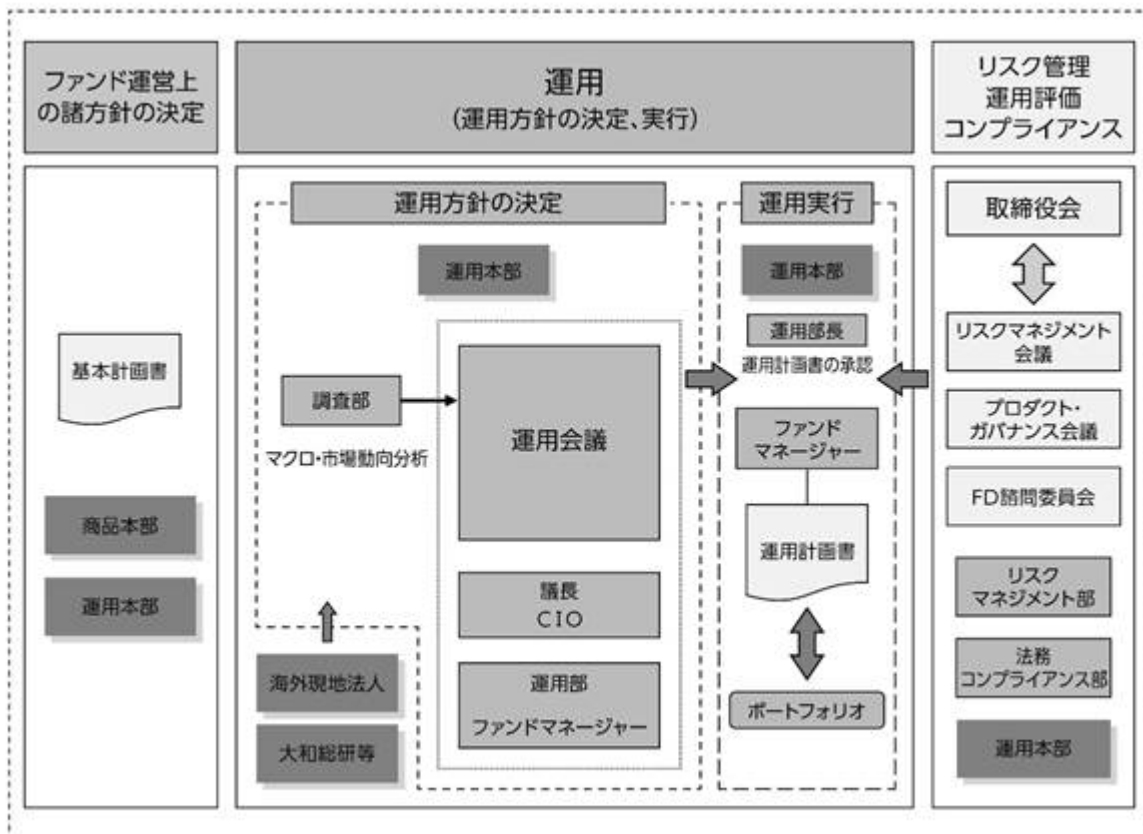 ファンド運営上
の諸方針の決定
運用
(運用方針の決定、実行)
リスク管理
運用評価
コンプライアンス
基本計画書
商品本部
運用本部
運用方針の決定
運用本部
調査部
マクロ・市場動向分析
運用会議
議長
CIO
運用部
ファンドマネージャー
海外現地法人
大和総研等
運用実行
運用本部
運用部長
運用計画書の承認
ファンド
マネージャー
運用計画書
ポートフォリオ
取締役会
リスクマネジメント
会議
プロダクト・
ガバナンス会議
FD諮問委員会
リスク
マネジメント部
法務
コンプライアンス部
運用本部